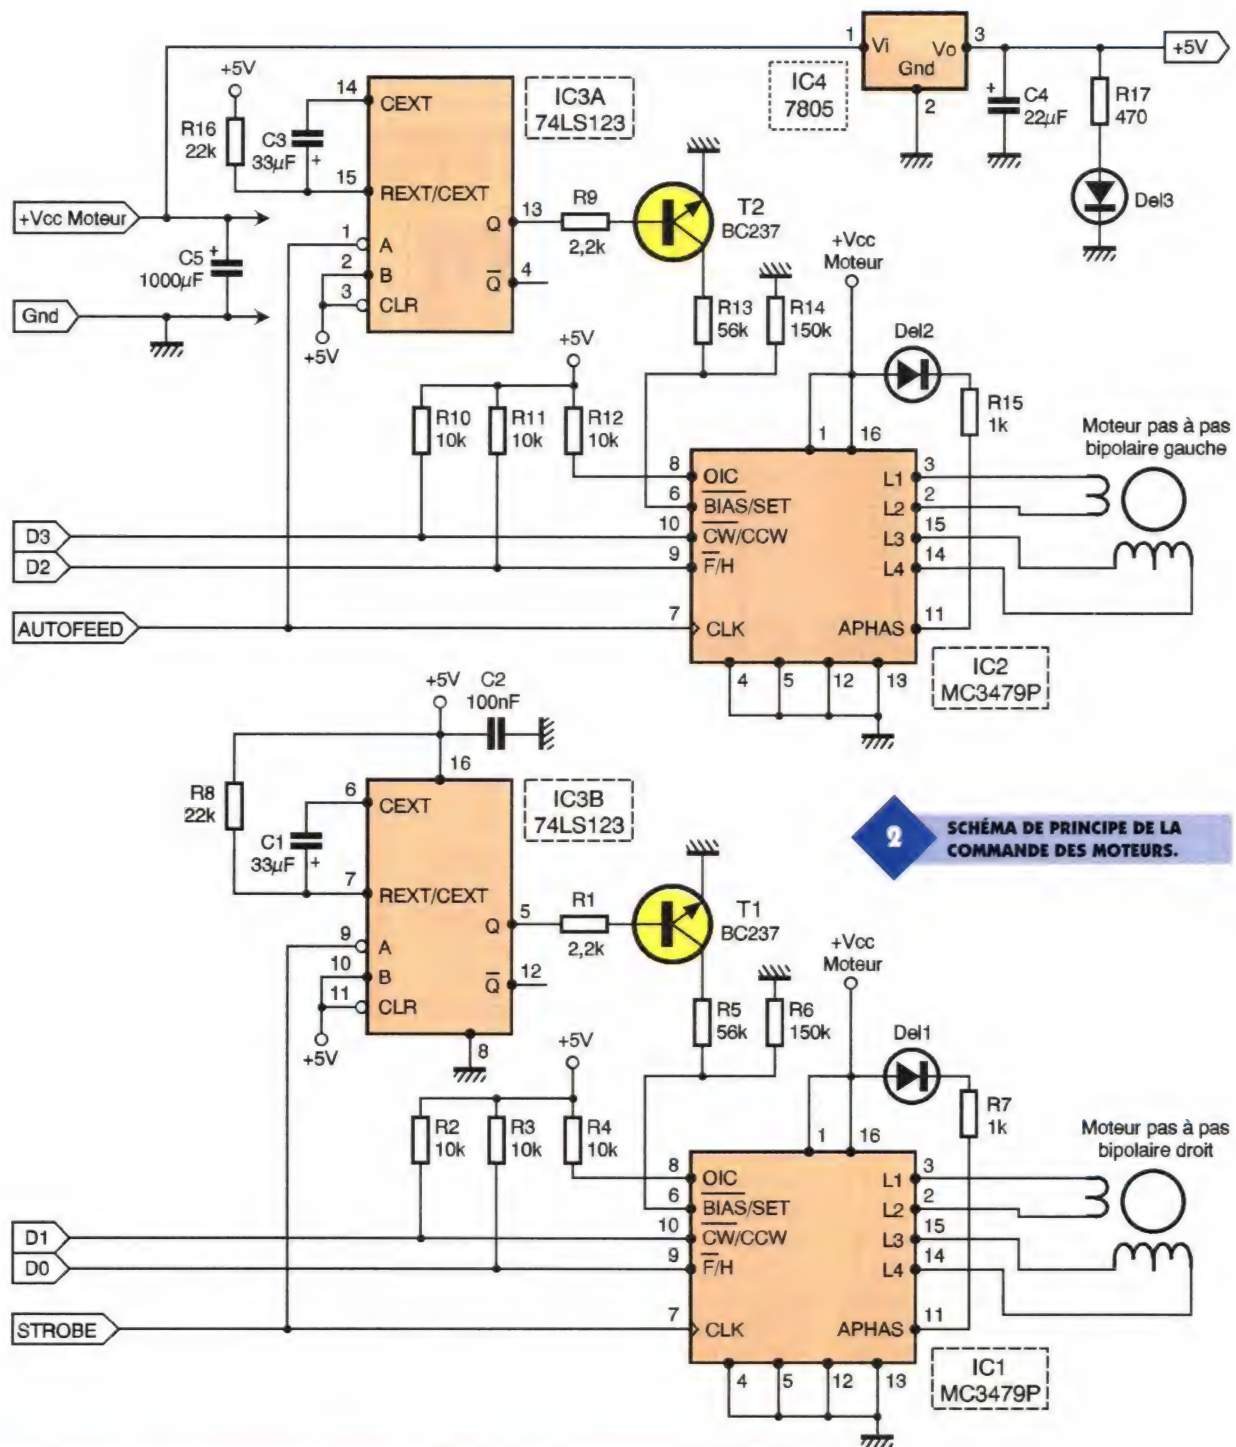 1
Vi
Vo
3
+5V
Gnd
2
IC4
7805
+
C4
22µF
R17
470
Del3
+5V
R16
22k
C3
33µF
+
14
CEXT
15
REXT/CEXT
1
A
2
B
3
CLR
+5V
Q
13
Q
4
IC3A
74LS123
R9
2,2k
T2
BC237
+Vcc Moteur
C5
+
1000µF
Gnd
R13
56k
R14
150k
+Vcc
Moteur
Del2
R15
1k
+5V
R10
10k
R11
10k
R12
10k
1
16
Moteur pas à pas
bipolaire gauche
8
OIC
6
BIAS/SET
10
CW/CCW
9
F/H
7
CLK
L1
3
L2
2
L3
15
L4
14
APHAS
11
4
5
12
13
IC2
MC3479P
D3
D2
AUTOFEED
+5V
C2
100nF
16
R8
22k
C1
33µF
+
6
CEXT
7
REXT/CEXT
9
A
10
B
11
CLR
+5V
Q
5
Q
12
8
IC3B
74LS123
2
SCHÉMA DE PRINCIPE DE LA
COMMANDE DES MOTEURS.
R1
2,2k
T1
BC237
R5
56k
R6
150k
+Vcc
Moteur
Del1
R7
1k
+5V
R2
10k
R3
10k
R4
10k
1
16
Moteur pas à pas
bipolaire droit
8
OIC
6
BIAS/SET
10
CW/CCW
9
F/H
7
CLK
L1
3
L2
2
L3
15
L4
14
APHAS
11
4
5
12
13
IC1
MC3479P
D1
D0
STROBE